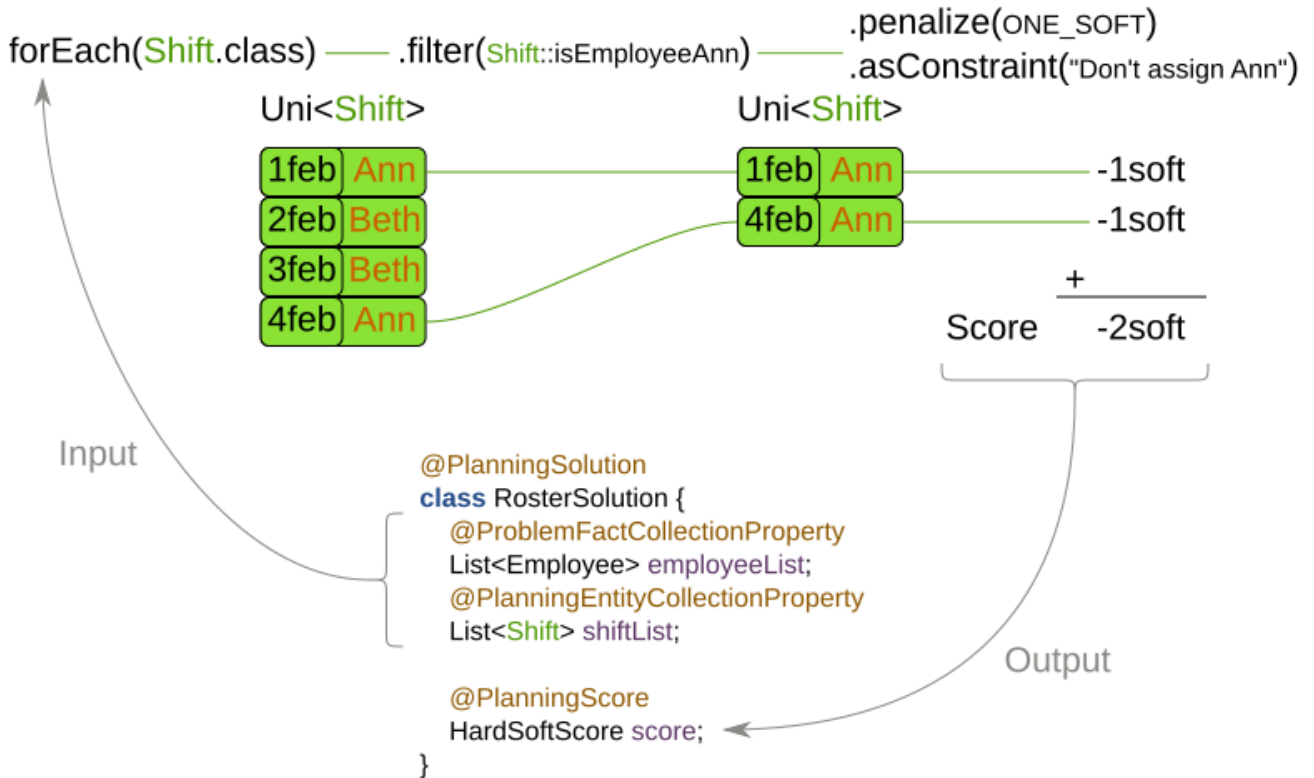 forEach(Shift.class) .filter(Shift::isEmployeeAnn) .penalize(ONE_SOFT)
.asConstraint("Don't assign Ann")
Uni<Shift> Uni<Shift>
1feb Ann 1feb Ann -1soft
2feb Beth 4feb Ann -1soft
3feb Beth +
4feb Ann Score -2soft
Input
@PlanningSolution
class RosterSolution {
@ProblemFactCollectionProperty
List<Employee> employeeList;
@PlanningEntityCollectionProperty
List<Shift> shiftList;
Output
@PlanningScore
HardSoftScore score;
}